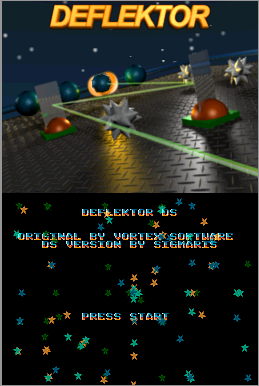 DEFLEKTOR
DEFLEKTOR DS
ORIGINAL BY VORTEX SOFTWARE
DS VERSION BY SIGMARIS
PRESS START